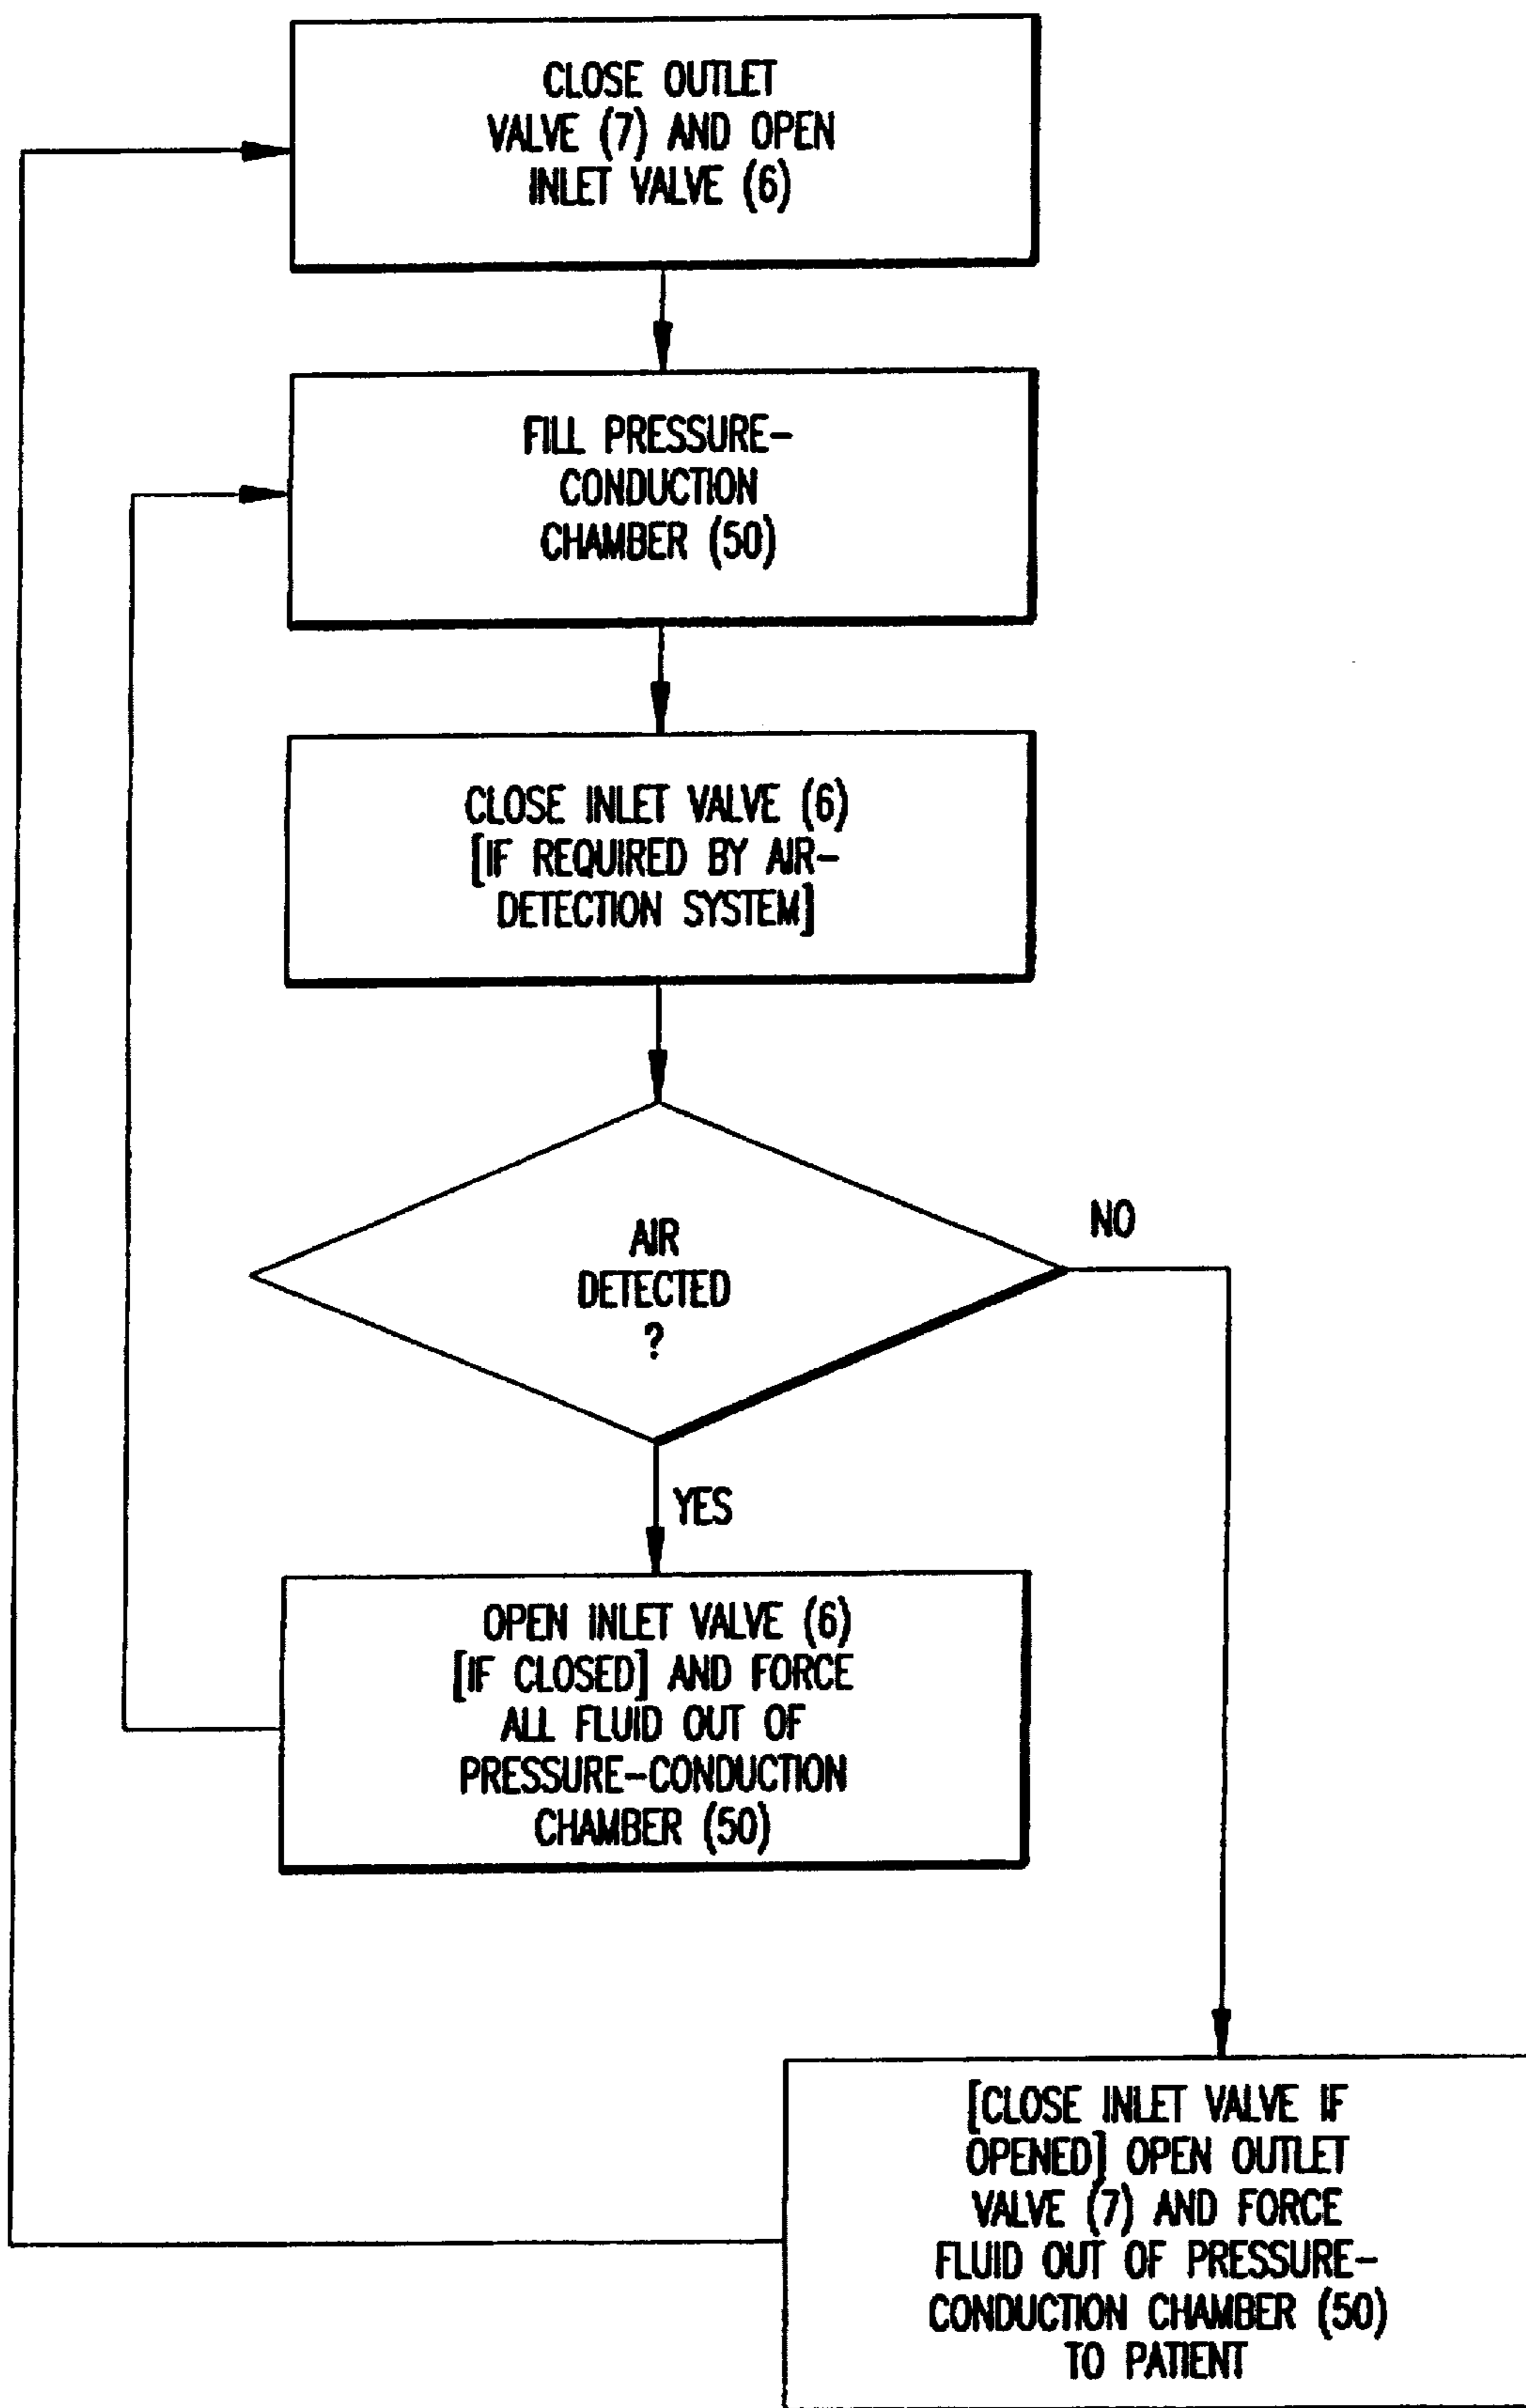 CLOSE OUTLET
VALVE (7) AND OPEN
INLET VALVE (6)
FILL PRESSURE-
CONDUCTION
CHAMBER (50)
CLOSE INLET VALVE (6)
[IF REQUIRED BY AIR-
DETECTION SYSTEM]
AIR
DETECTED
?
NO
YES
OPEN INLET VALVE (6)
[IF CLOSED] AND FORCE
ALL FLUID OUT OF
PRESSURE-CONDUCTION
CHAMBER (50)
[CLOSE INLET VALVE IF
OPENED] OPEN OUTLET
VALVE (7) AND FORCE
FLUID OUT OF PRESSURE-
CONDUCTION CHAMBER (50)
TO PATIENT